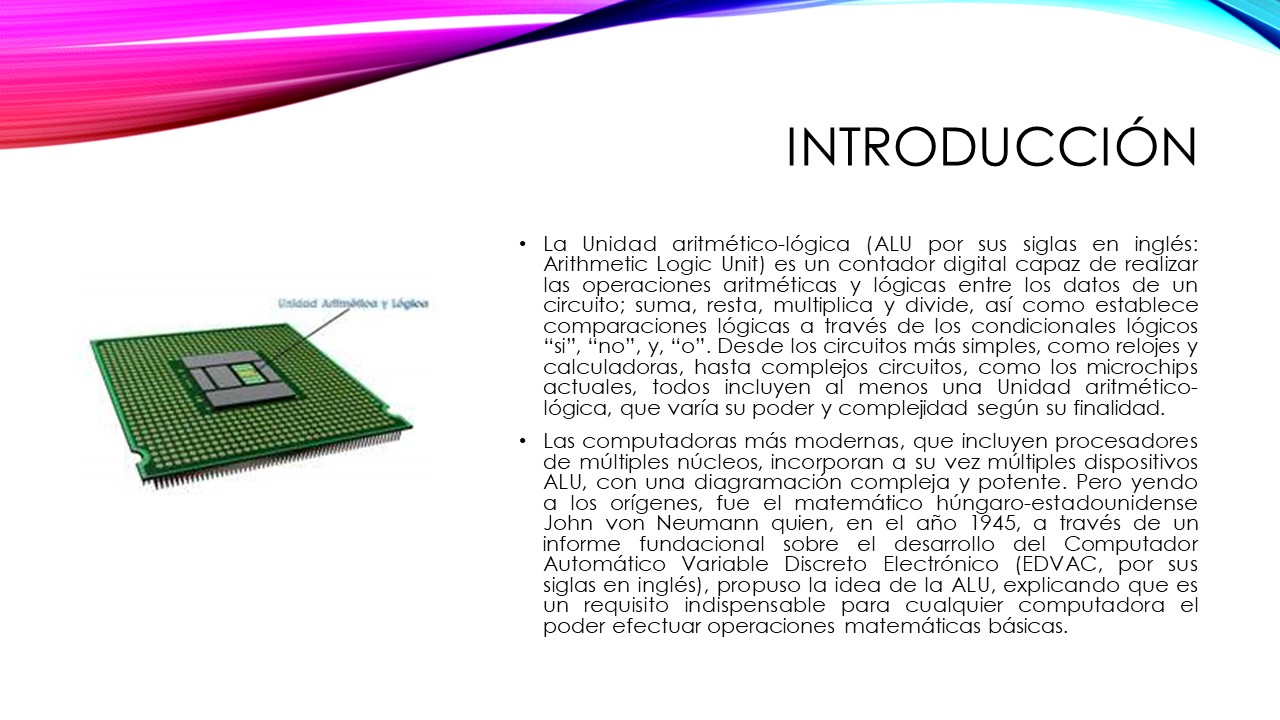 INTRODUCCIÓN
Unidad Aritmética y Lógica
• La Unidad aritmético-lógica (ALU por sus siglas en inglés:
Arithmetic Logic Unit) es un contador digital capaz de realizar
las operaciones aritméticas y lógicas entre los datos de un
circuito; suma, resta, multiplica y divide, así como establece
comparaciones lógicas a través de los condicionales lógicos
“si”, “no”, y, “o”. Desde los circuitos más simples, como relojes y
calculadoras, hasta complejos circuitos, como los microchips
actuales, todos incluyen al menos una Unidad aritmético-
lógica, que varía su poder y complejidad según su finalidad.
• Las computadoras más modernas, que incluyen procesadores
de múltiples núcleos, incorporan a su vez múltiples dispositivos
ALU, con una diagramación compleja y potente. Pero yendo
a los orígenes, fue el matemático húngaro-estadounidense
John von Neumann quien, en el año 1945, a través de un
informe fundacional sobre el desarrollo del Computador
Automático Variable Discreto Electrónico (EDVAC, por sus
siglas en inglés), propuso la idea de la ALU, explicando que es
un requisito indispensable para cualquier computadora el
poder efectuar operaciones matemáticas básicas.